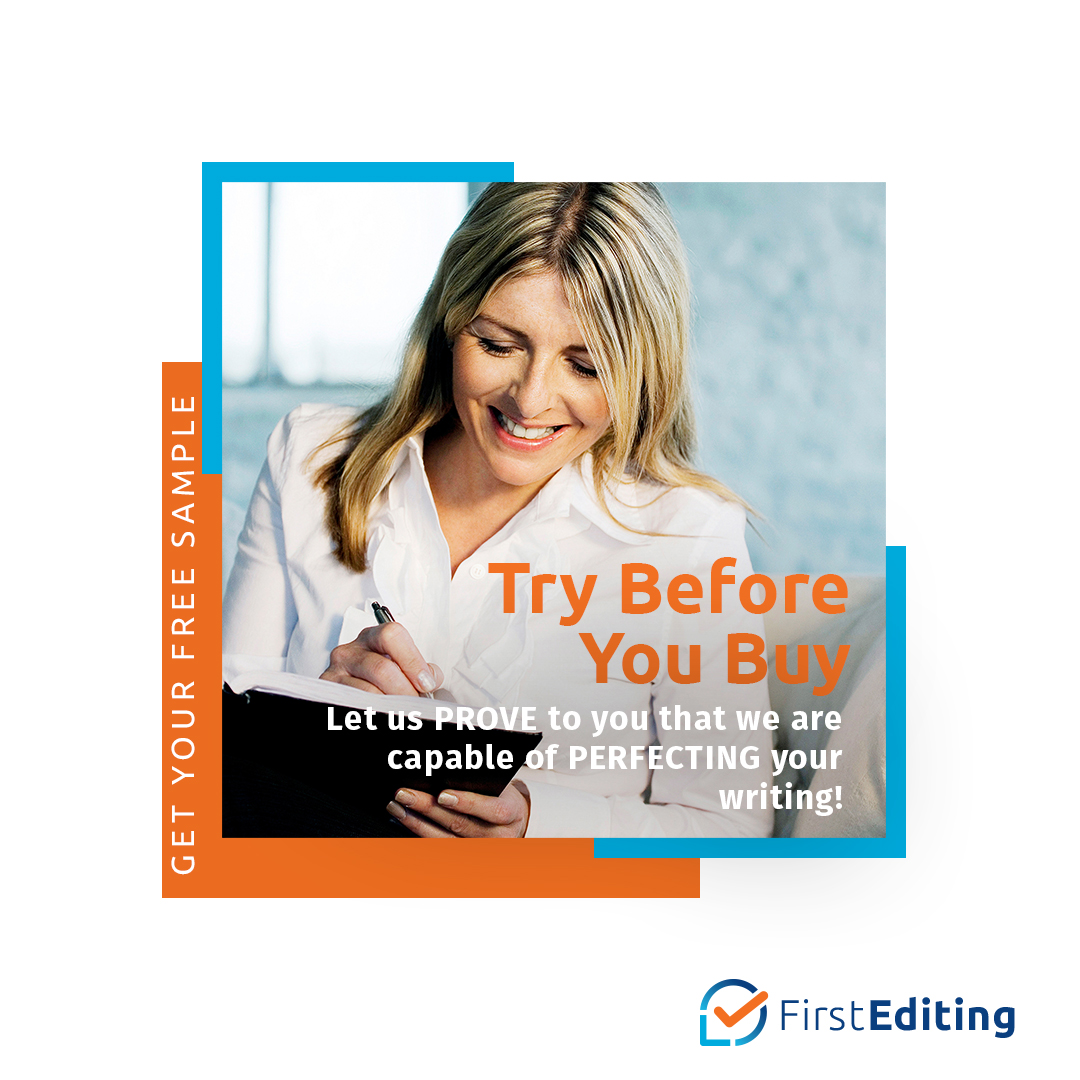 GET YOUR FREE SAMPLE
Try Before
You Buy
Let us PROVE to you that we are
capable of PERFECTING your
writing!
FirstEditing